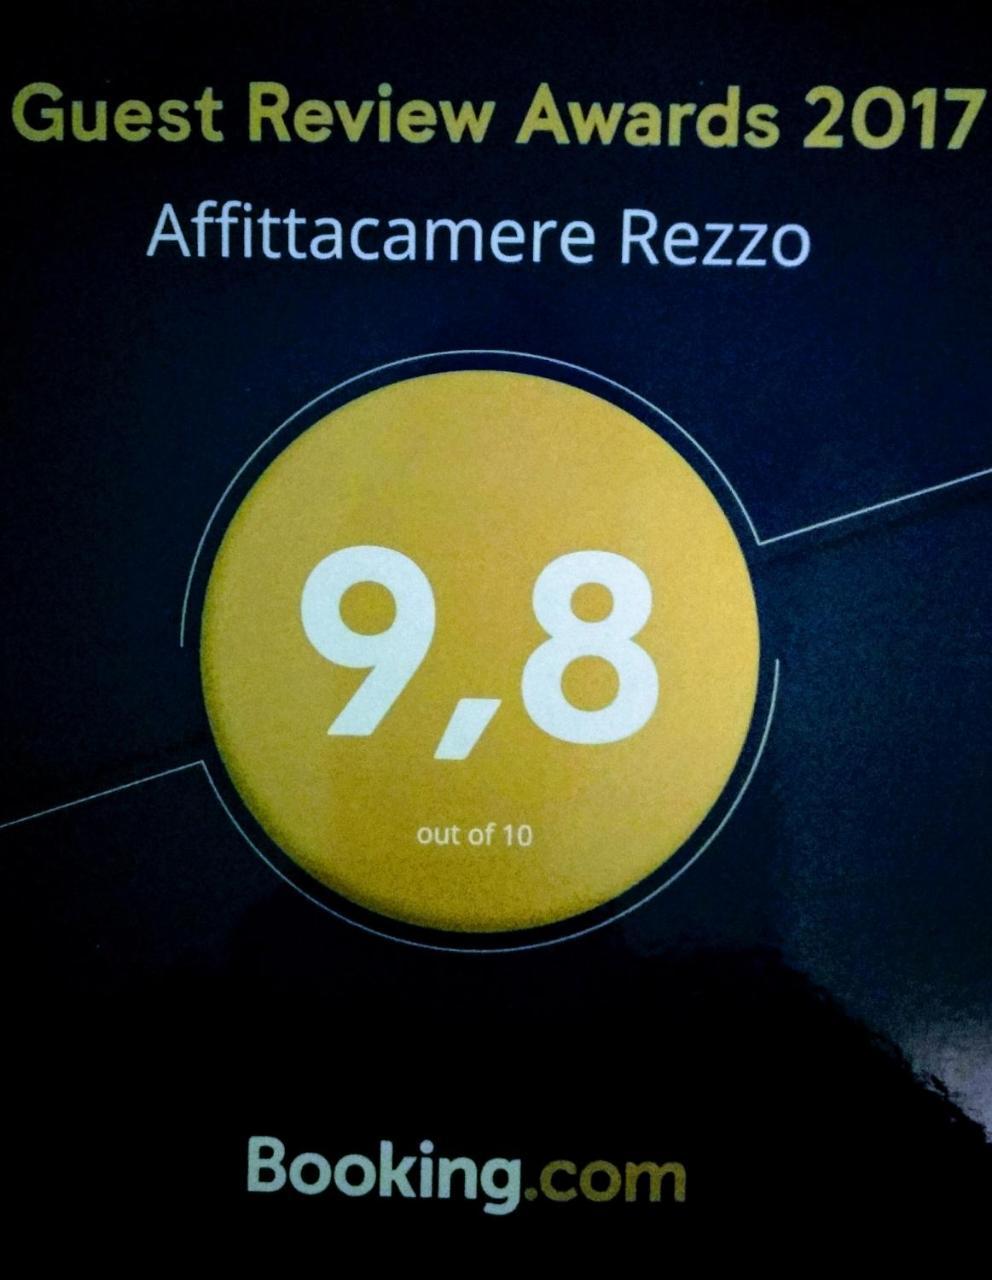 Guest Review Awards 2017
Affittacamere Rezzo
9,8
out of 10
Booking.com